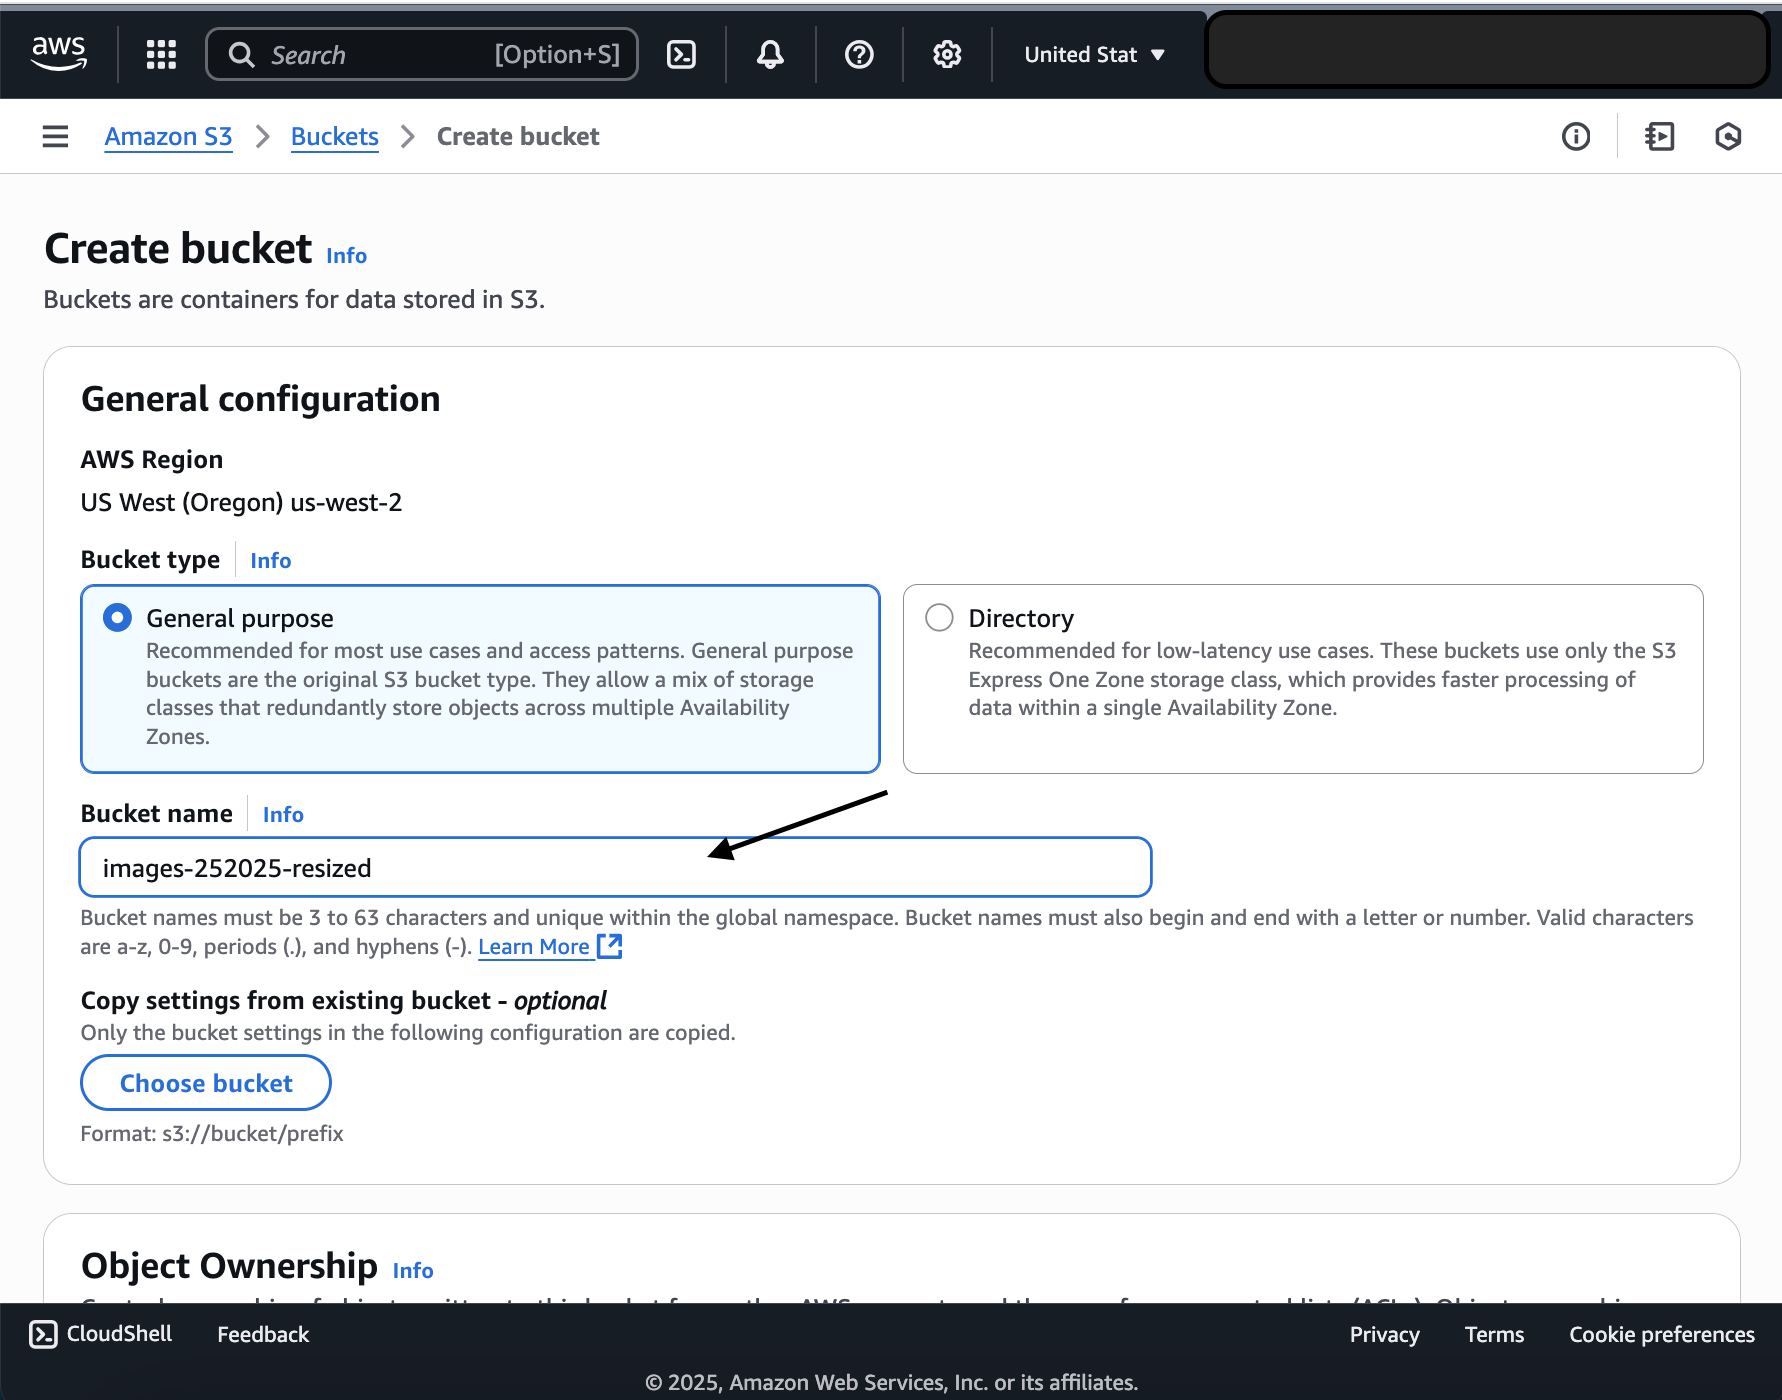 aws
Search [Option+S]
United Stat
Amazon S3 > Buckets > Create bucket
Create bucket Info
Buckets are containers for data stored in S3.
General configuration
AWS Region
US West (Oregon) us-west-2
Bucket type Info
General purpose
Recommended for most use cases and access patterns. General purpose
buckets are the original S3 bucket type. They allow a mix of storage
classes that redundantly store objects across multiple Availability
Zones.
Directory
Recommended for low-latency use cases. These buckets use only the S3
Express One Zone storage class, which provides faster processing of
data within a single Availability Zone.
Bucket name Info
images-252025-resized
Bucket names must be 3 to 63 characters and unique within the global namespace. Bucket names must also begin and end with a letter or number. Valid characters
are a-z, 0-9, periods (.), and hyphens (-). Learn More
Copy settings from existing bucket - optional
Only the bucket settings in the following configuration are copied.
Choose bucket
Format: s3://bucket/prefix
Object Ownership Info
CloudShell Feedback Privacy Terms Cookie preferences
© 2025, Amazon Web Services, Inc. or its affiliates.